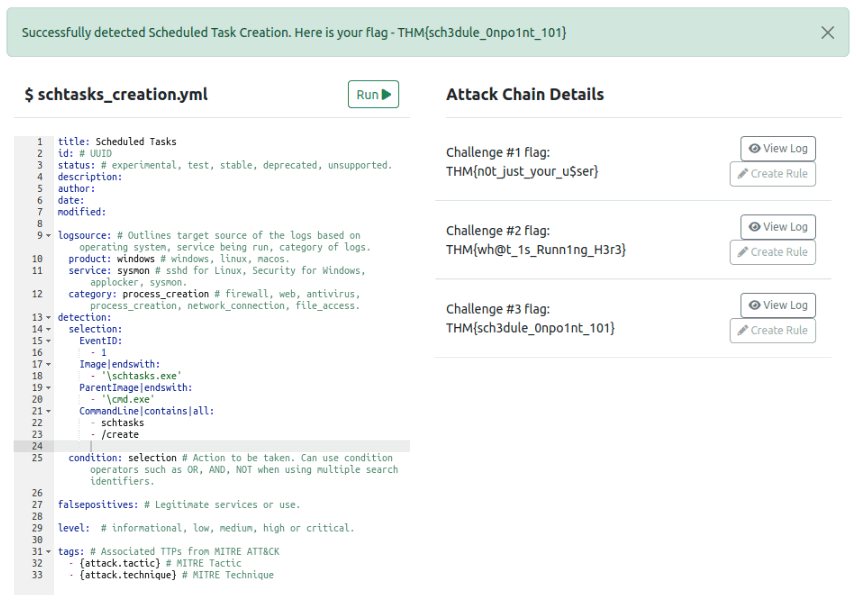 Successfully detected Scheduled Task Creation. Here is your flag - THM{sch3dule_0npo1nt_101}
$ schtasks_creation.yml
Run
1 title: Scheduled Tasks
2 id: # UUID
3 status: # experimental, test, stable, deprecated, unsupported.
4 description:
5 author:
6 date:
7 modified:
8
9 logsource: # Outlines target source of the logs based on
operating system, service being run, category of logs.
10 product: windows # windows, linux, macos.
11 service: sysmon # sshd for Linux, Security for Windows,
applocker, sysmon.
12 category: process_creation # firewall, web, antivirus,
process_creation, network_connection, file_access.
13 detection:
14 selection:
15 EventID:
16 - 1
17 Image|endswith:
18 - '\schtasks.exe'
19 ParentImage|endswith:
20 - '\cmd.exe'
21 CommandLine|contains|all:
22 - schtasks
23 - /create
24
25 condition: selection # Action to be taken. Can use condition
operators such as OR, AND, NOT when using multiple search
identifiers.
26
27 falsepositives: # Legitimate services or use.
28
29 level: # informational, low, medium, high or critical.
30
31 tags: # Associated TTPs from MITRE ATT&CK
32 - {attack.tactic} # MITRE Tactic
33 - {attack.technique} # MITRE Technique
Attack Chain Details
Challenge #1 flag:
THM{n0t_just_your_u$ser}
View Log
Create Rule
Challenge #2 flag:
THM{wh@t_1s_Runn1ng_H3r3}
View Log
Create Rule
Challenge #3 flag:
THM{sch3dule_0npo1nt_101}
View Log
Create Rule